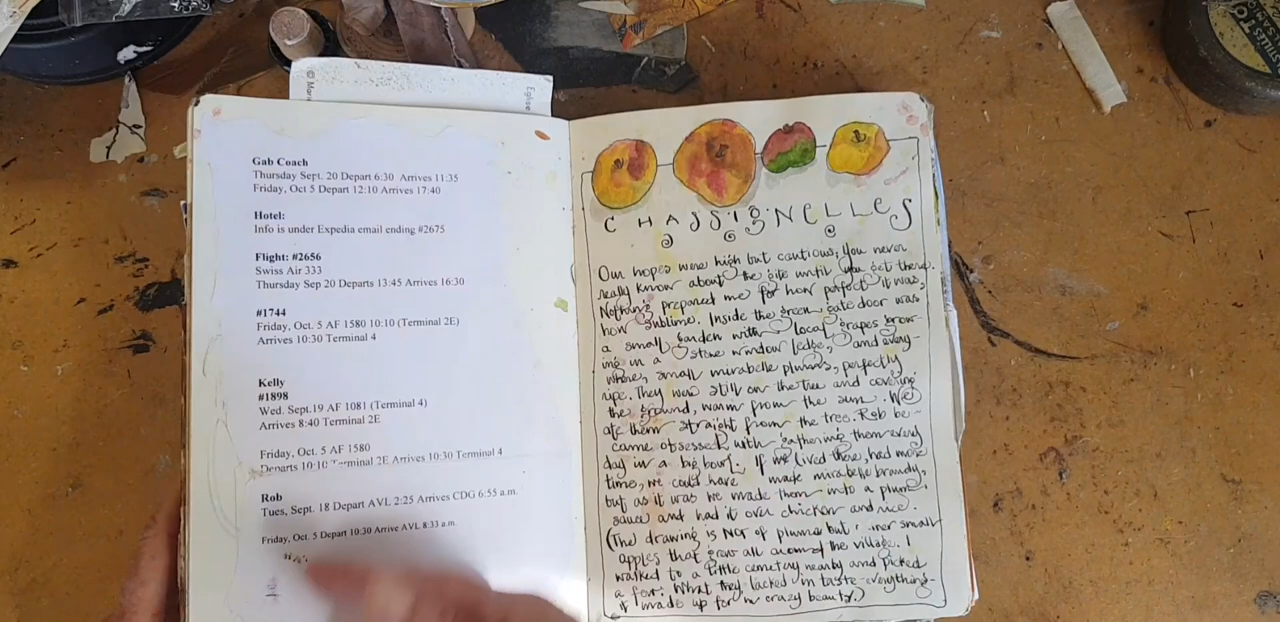 © Mar
Eglise
Gab Coach
Thursday Sept. 20 Depart 6:30 Arrives 11:35
Friday, Oct 5 Depart 12:10 Arrives 17:40
Hotel:
Info is under Expedia email ending #2675
Flight: #2656
Swiss Air 333
Thursday Sep 20 Departs 13:45 Arrives 16:30
#1744
Friday, Oct. 5 AF 1580 10:10 (Terminal 2E)
Arrives 10:30 Terminal 4
Kelly
#1898
Wed. Sept.19 AF 1081 (Terminal 4)
Arrives 8:40 Terminal 2E
Friday, Oct. 5 AF 1580
Departs 10:10 Terminal 2E Arrives 10:30 Terminal 4
Rob
Tues, Sept. 18 Depart AVL 2:25 Arrives CDG 6:55 a.m.
Friday, Oct. 5 Depart 10:30 Arrive AVL 8:33 a.m.
CHASSIGNELLES
Our hopes were high but cautious; You never
really know about the gite until you get there.
Nothing prepared me for how perfect it was,
how sublime. Inside the green gate door was
a small garden with local grapes grow-
ing in a stone window ledge, and every-
where, small mirabelle plums, perfectly
ripe. They were still on the tree and covering
the ground, warm from the sun. We
ate them straight from the tree. Rob be-
came obsessed with gathering them every
day in a big bowl. If we lived there, had more
time, we could have made mirabelle brandy,
but as it was we made them into a plum
sauce and had it over chicken and rice.
(The drawing is NOT of plums but small
apples that grow all around the village. I
walked to a little cemetery nearby and picked
a few. What they lacked in taste-everything-
it made up for in crazy beauty.)